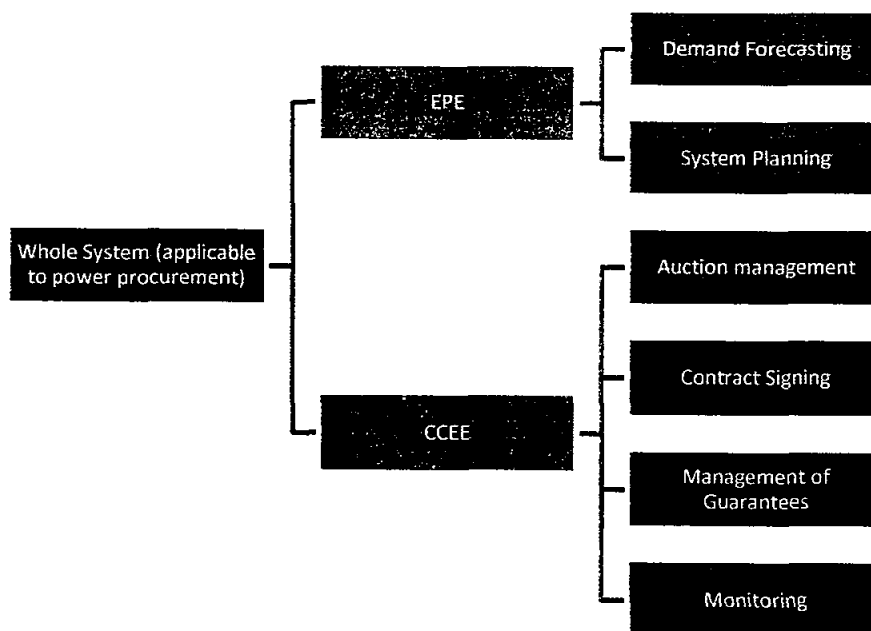 Demand Forecasting
EPE
System Planning
Whole System (applicable
to power procurement)
Auction management
Contract Signing
CCEE
Management of
Guarantees
Monitoring